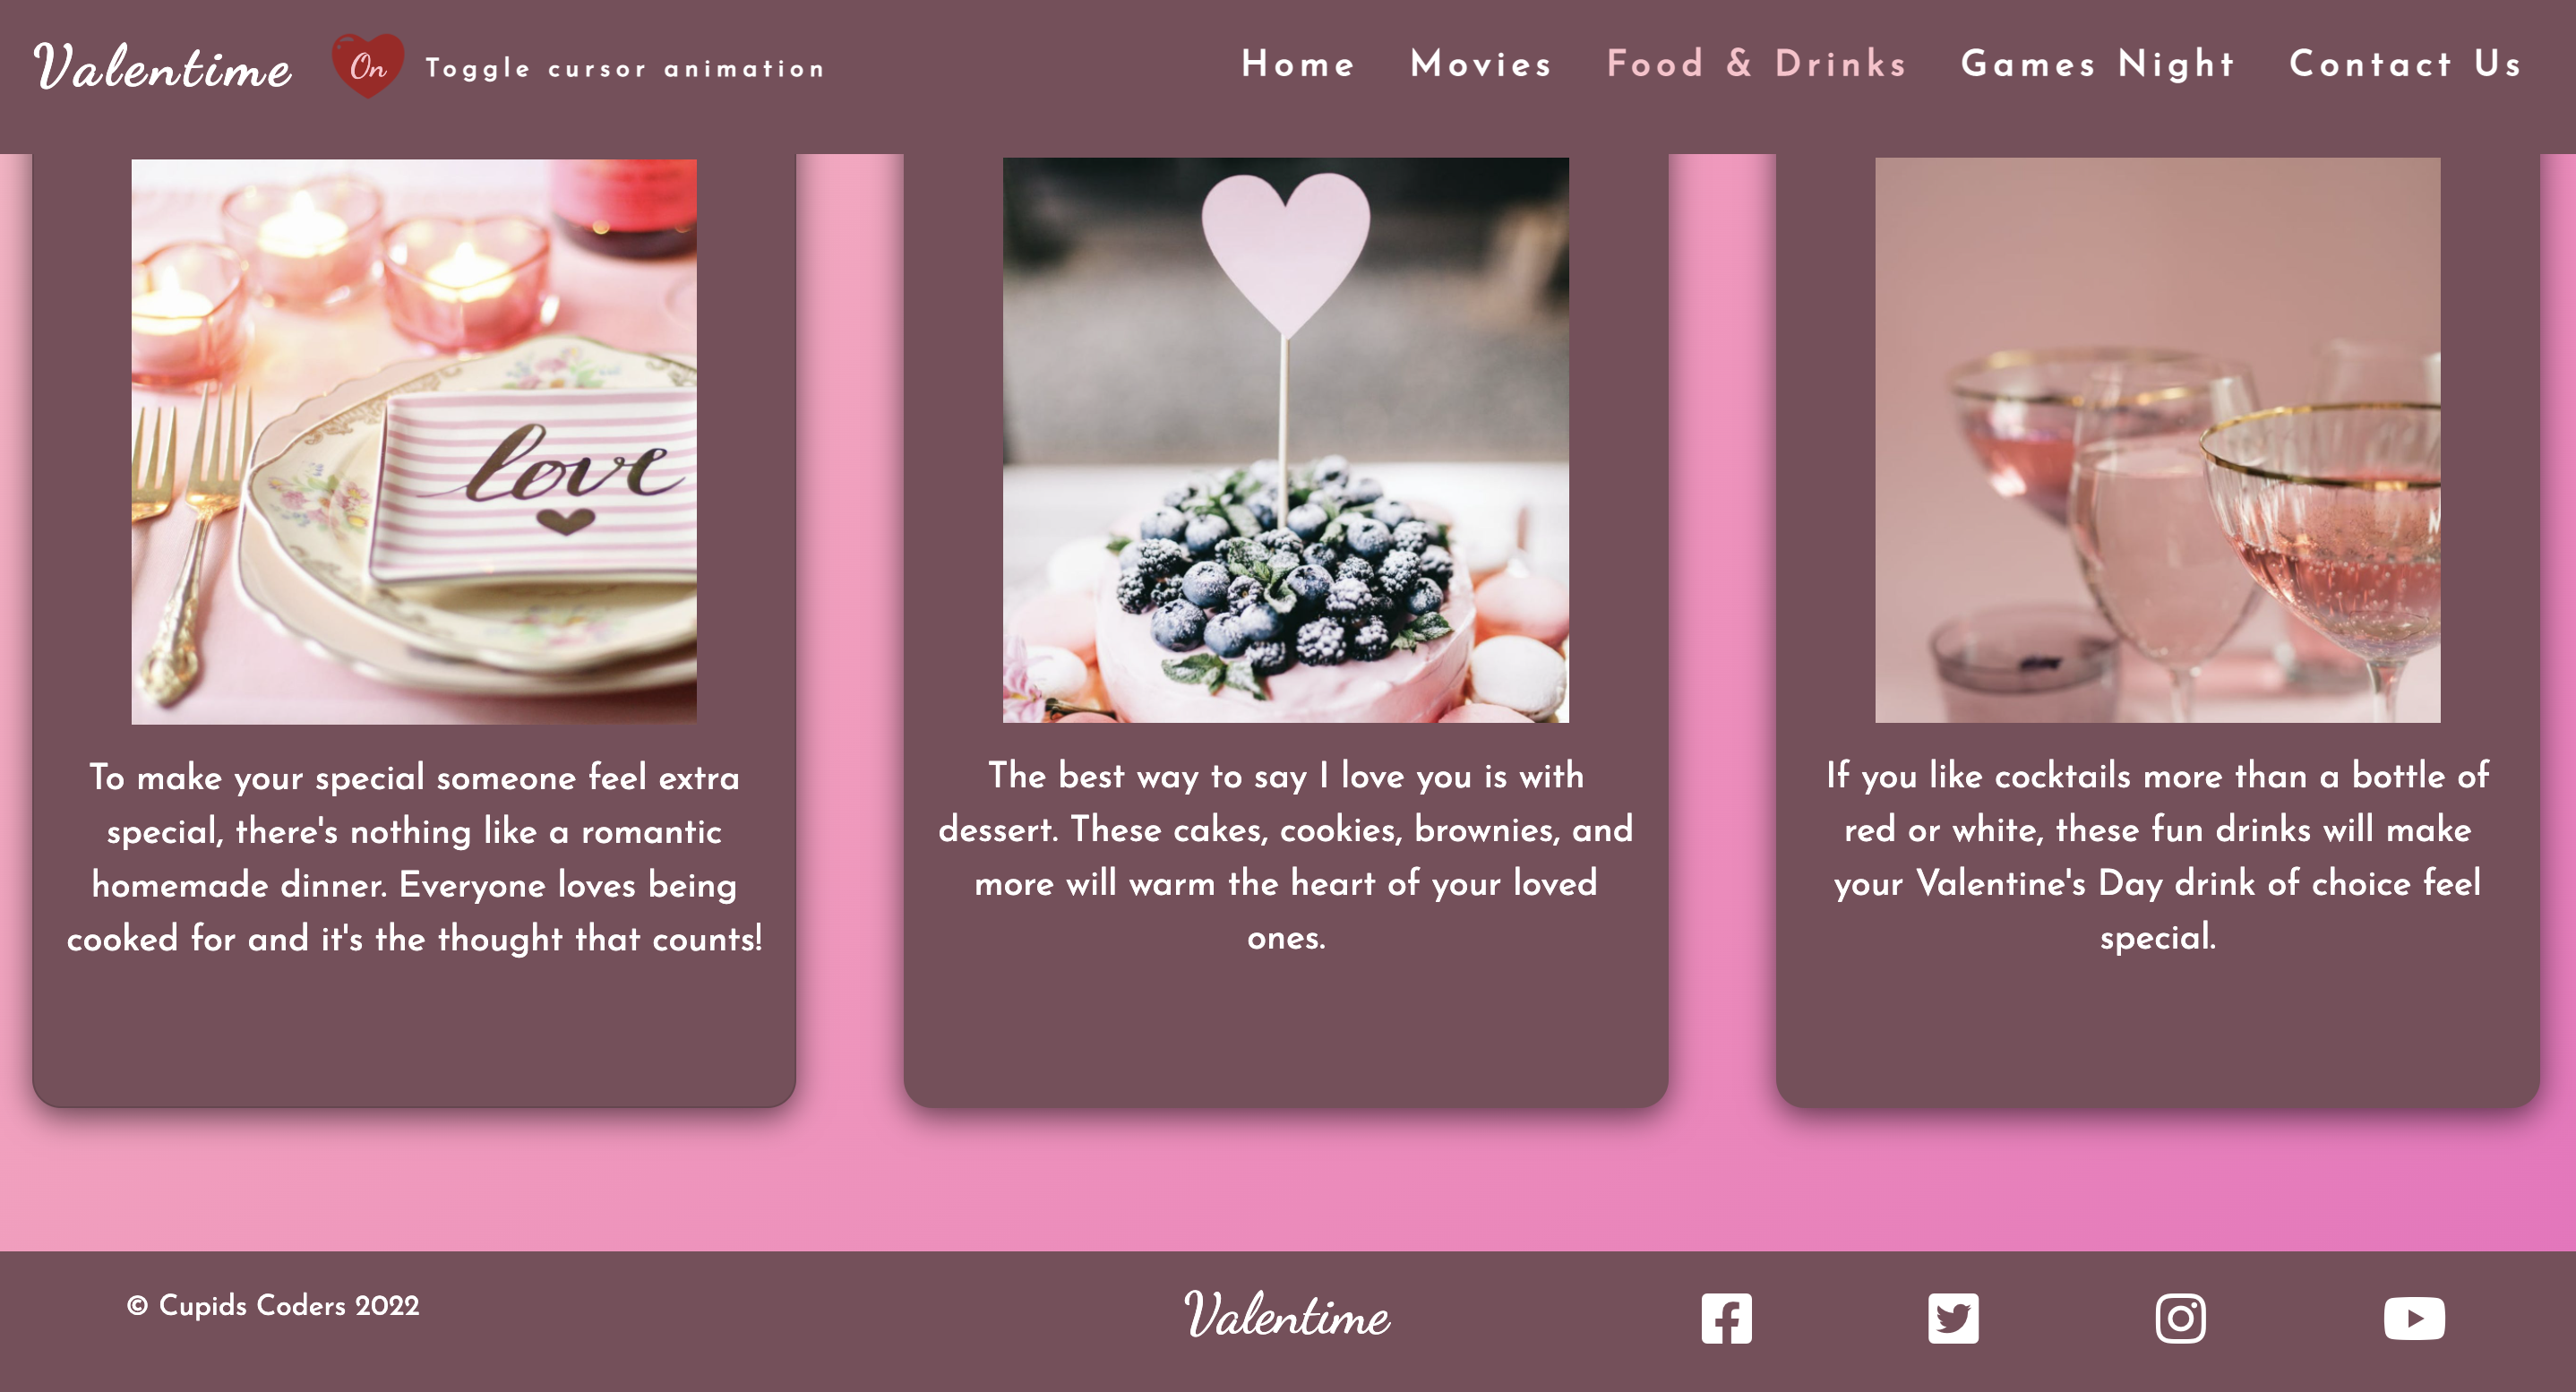 Valentime
On
Toggle cursor animation
Home
Movies
Food & Drinks
Games Night
Contact Us
love
To make your special someone feel extra
special, there's nothing like a romantic
homemade dinner. Everyone loves being
cooked for and it's the thought that counts!
The best way to say I love you is with
dessert. These cakes, cookies, brownies, and
more will warm the heart of your loved
ones.
If you like cocktails more than a bottle of
red or white, these fun drinks will make
your Valentine's Day drink of choice feel
special.
© Cupids Coders 2022
Valentime